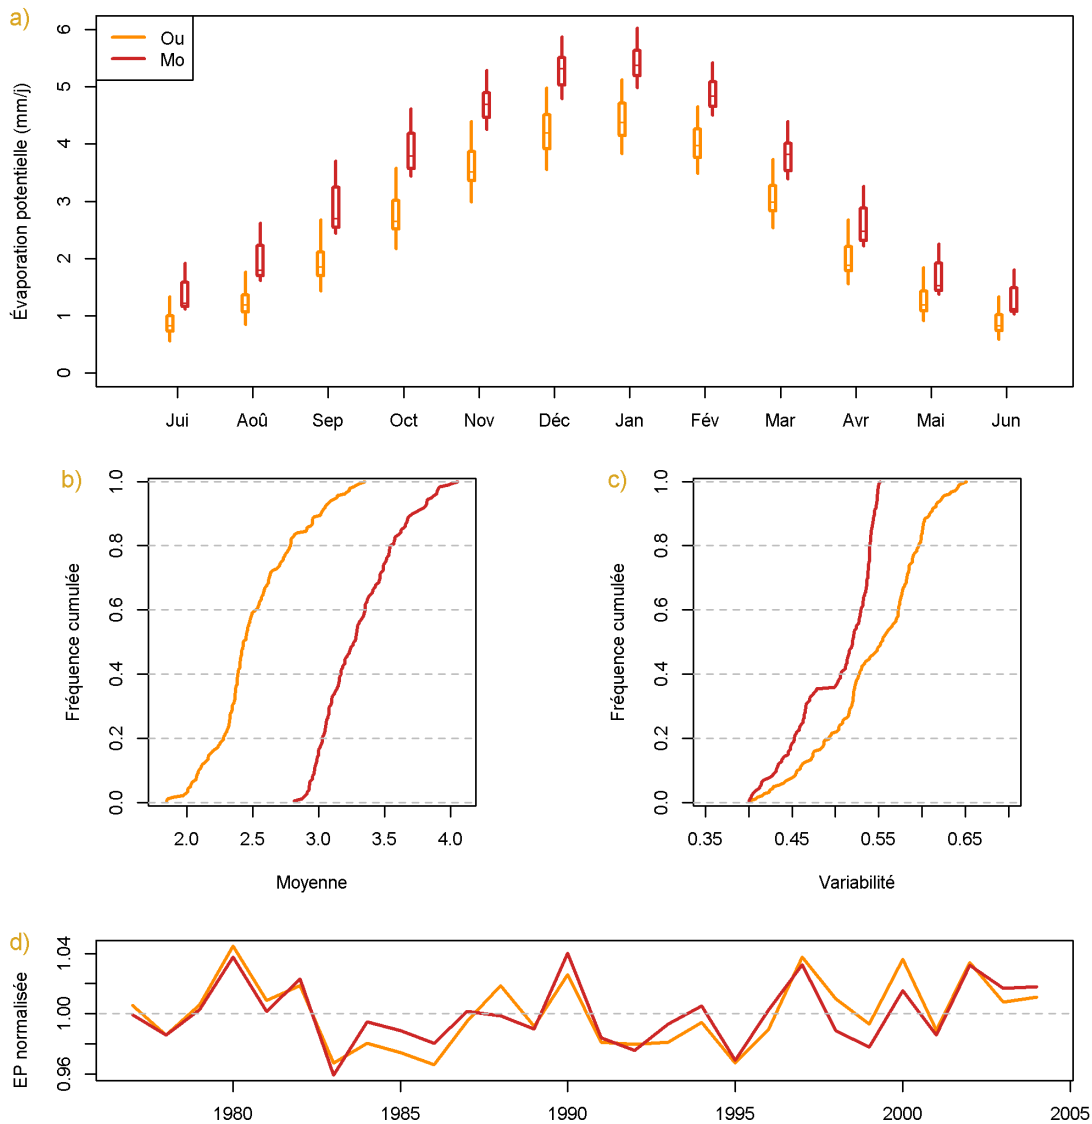 a)
Ou
Mo
Évaporation potentielle (mm/j)
6
5
4
3
2
1
0
Jui Aoû Sep Oct Nov Déc Jan Fév Mar Avr Mai Jun
b)
Fréquence cumulée
1.0
0.8
0.6
0.4
0.2
0.0
2.0 2.5 3.0 3.5 4.0
Moyenne
c)
Fréquence cumulée
1.0
0.8
0.6
0.4
0.2
0.0
0.35 0.45 0.55 0.65
Variabilité
d)
EP normalisée
1.04
1.00
0.96
1980 1985 1990 1995 2000 2005